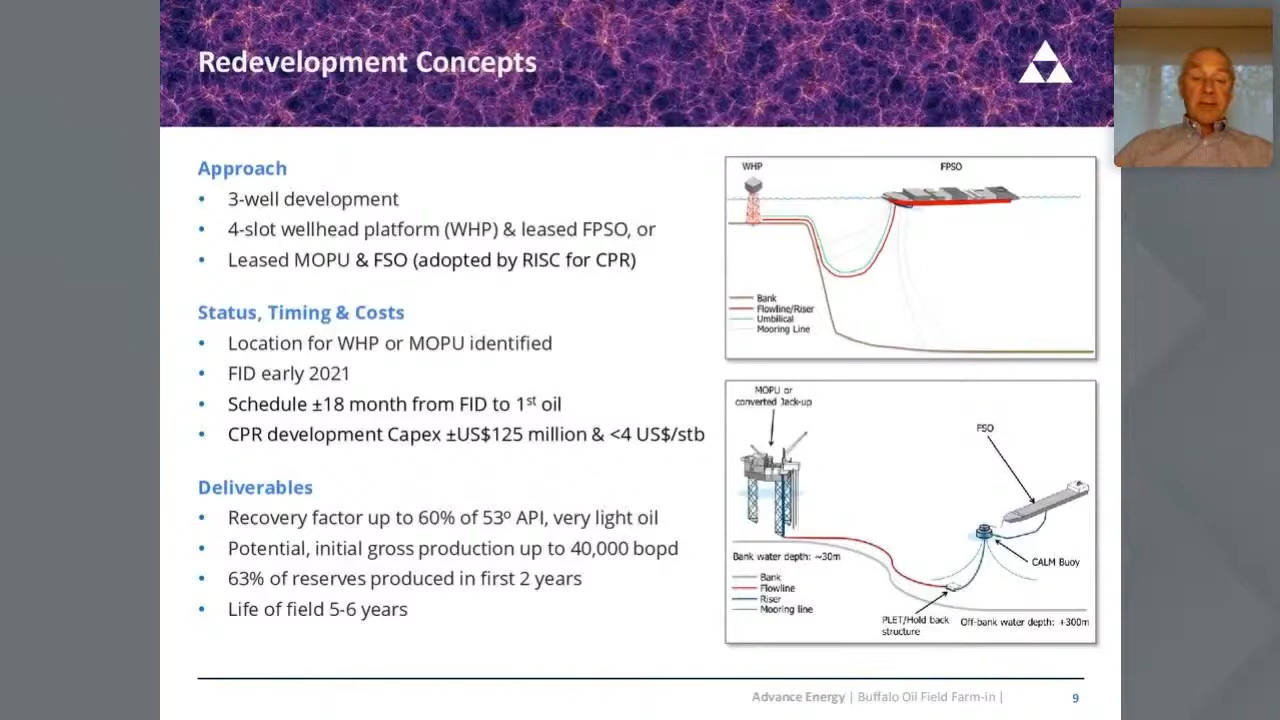 Redevelopment Concepts
Approach
• 3-well development
• 4-slot wellhead platform (WHP) & leased FPSO, or
• Leased MOPU & FSO (adopted by RISC for CPR)
Status, Timing & Costs
• Location for WHP or MOPU identified
• FID early 2021
• Schedule ±18 month from FID to 1st oil
• CPR development Capex ±US$125 million & <4 US$/stb
Deliverables
• Recovery factor up to 60% of 53º API, very light oil
• Potential, initial gross production up to 40,000 bopd
• 63% of reserves produced in first 2 years
• Life of field 5-6 years
WHP
FPSO
Bank
Flowline/Riser
Umbilical
Mooring Line
MOPU or
converted Jack-up
FSO
CALM Buoy
Bank water depth: ~30m
Bank
Flowline
Riser
Mooring line
PLET/Hold back
structure
Off-bank water depth: +300m
Advance Energy | Buffalo Oil Field Farm-in |
9